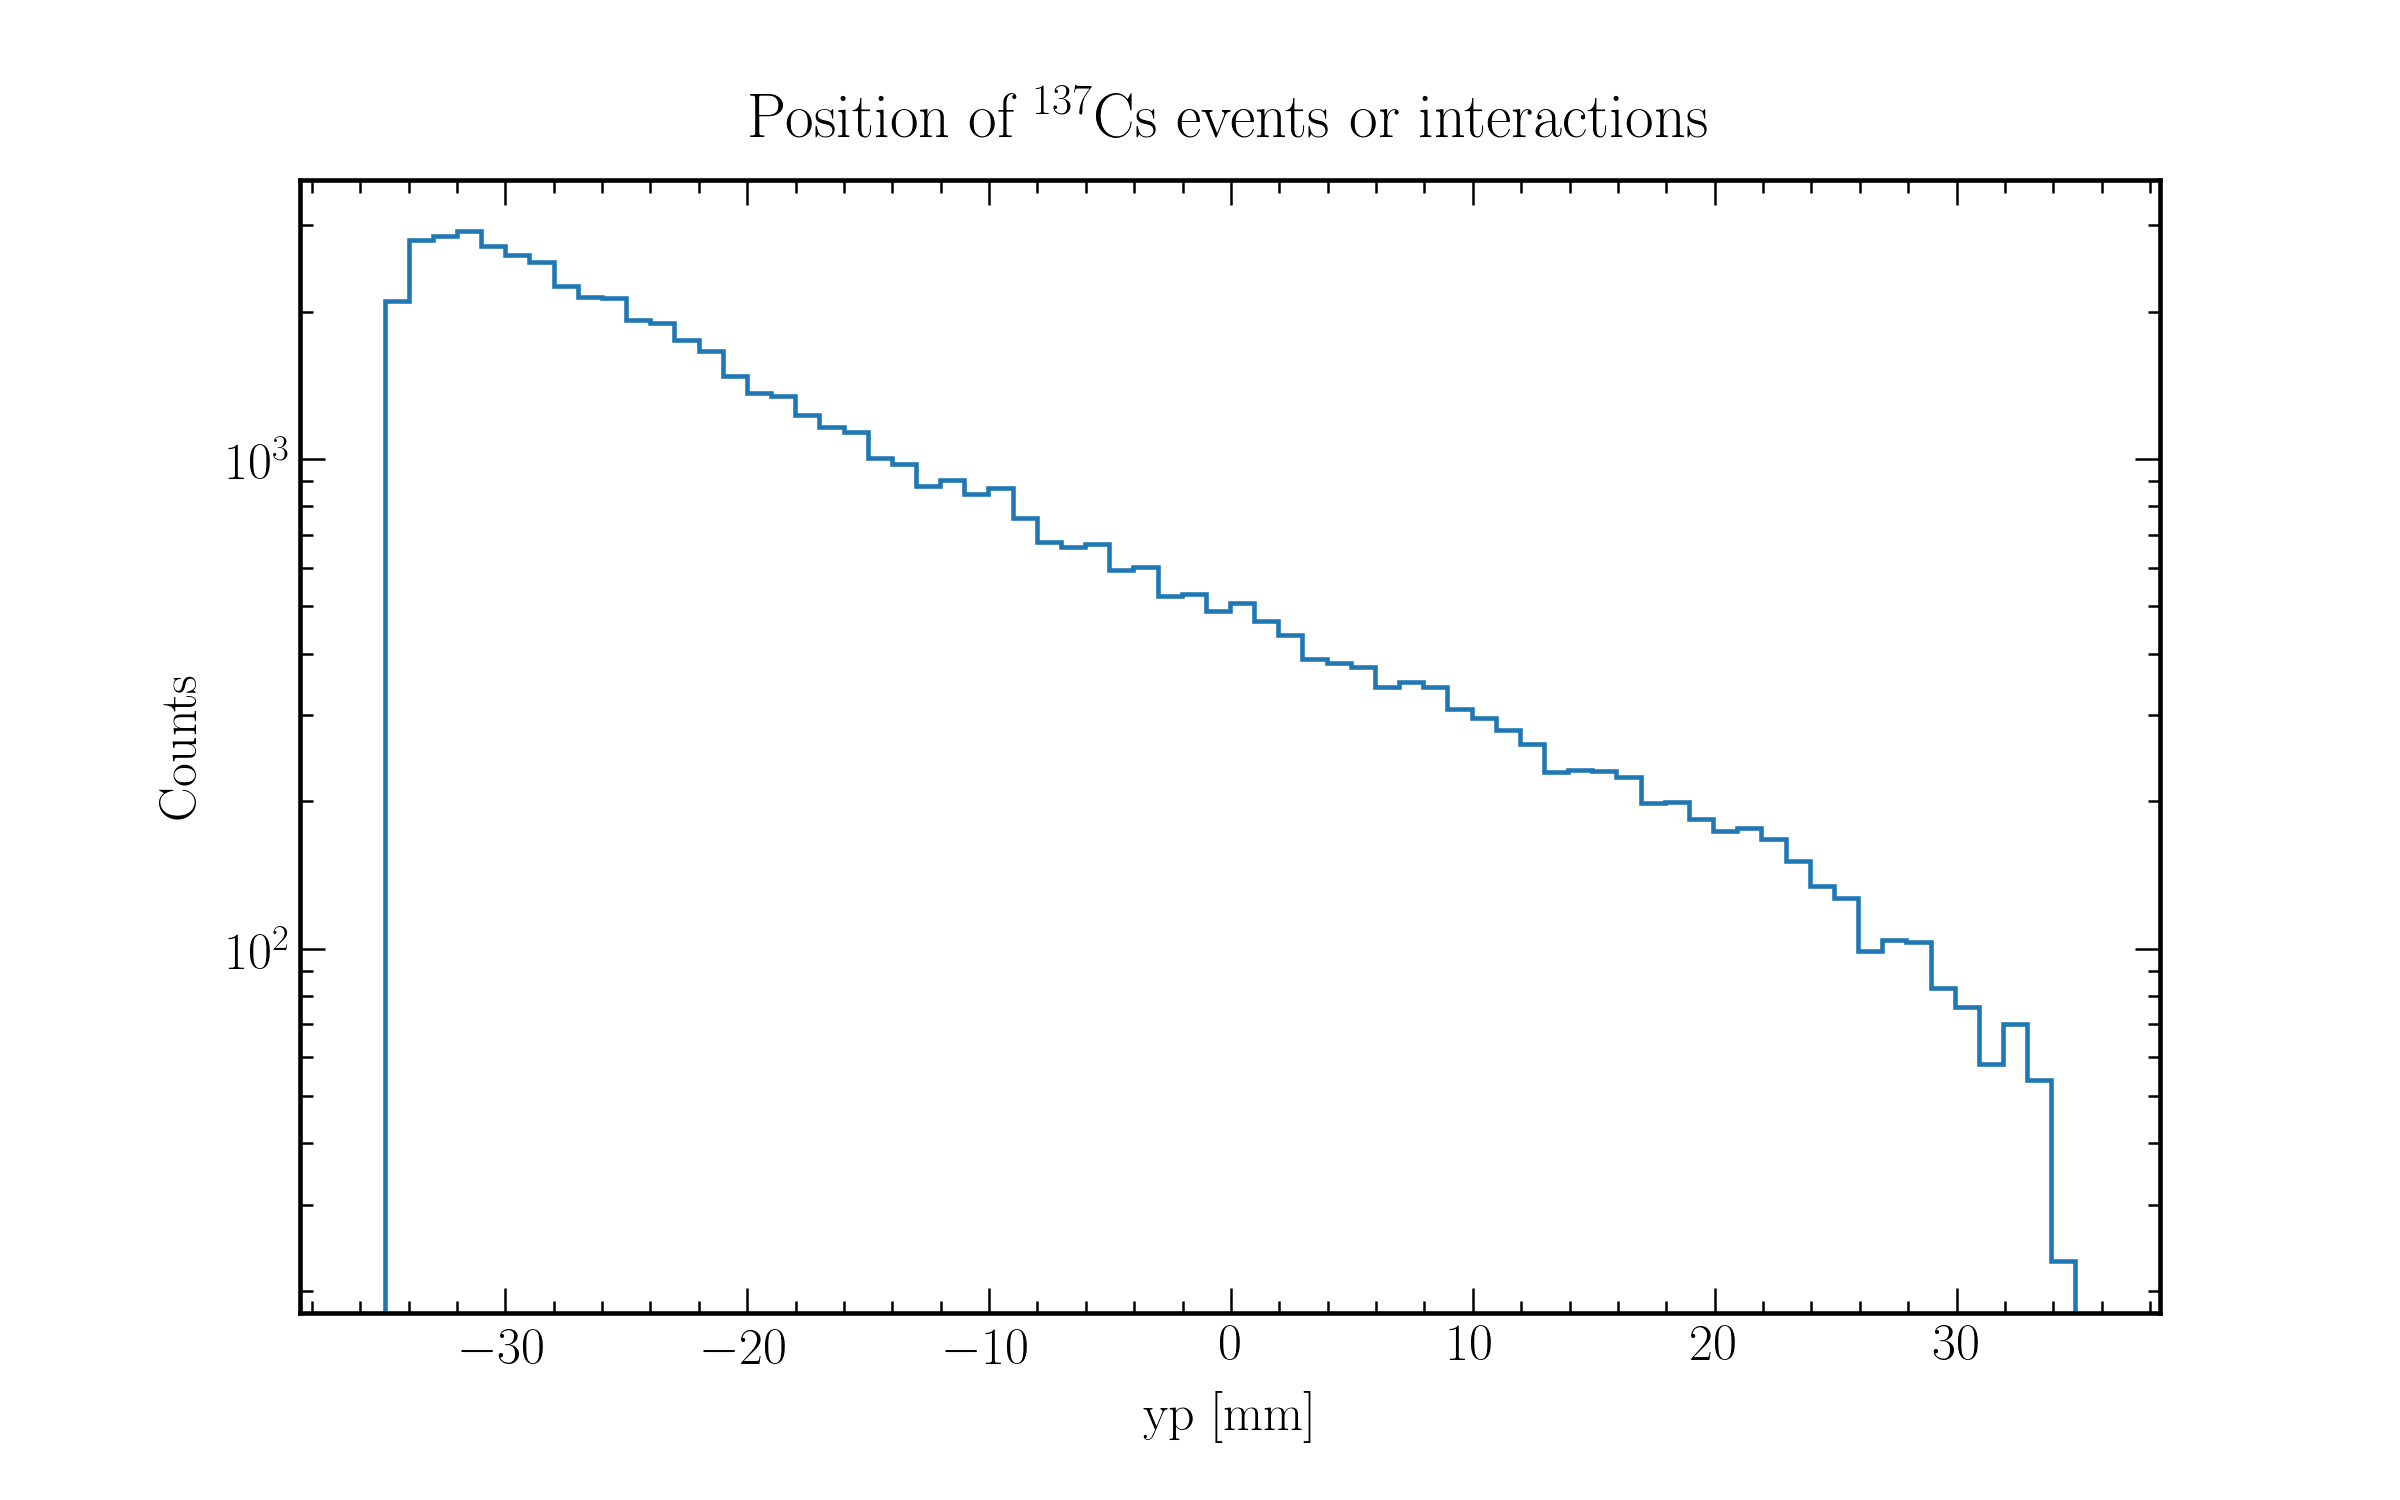 Position of ¹³⁷Cs events or interactions
10³
10²
Counts
−30 −20 −10 0 10 20 30
yp [mm]